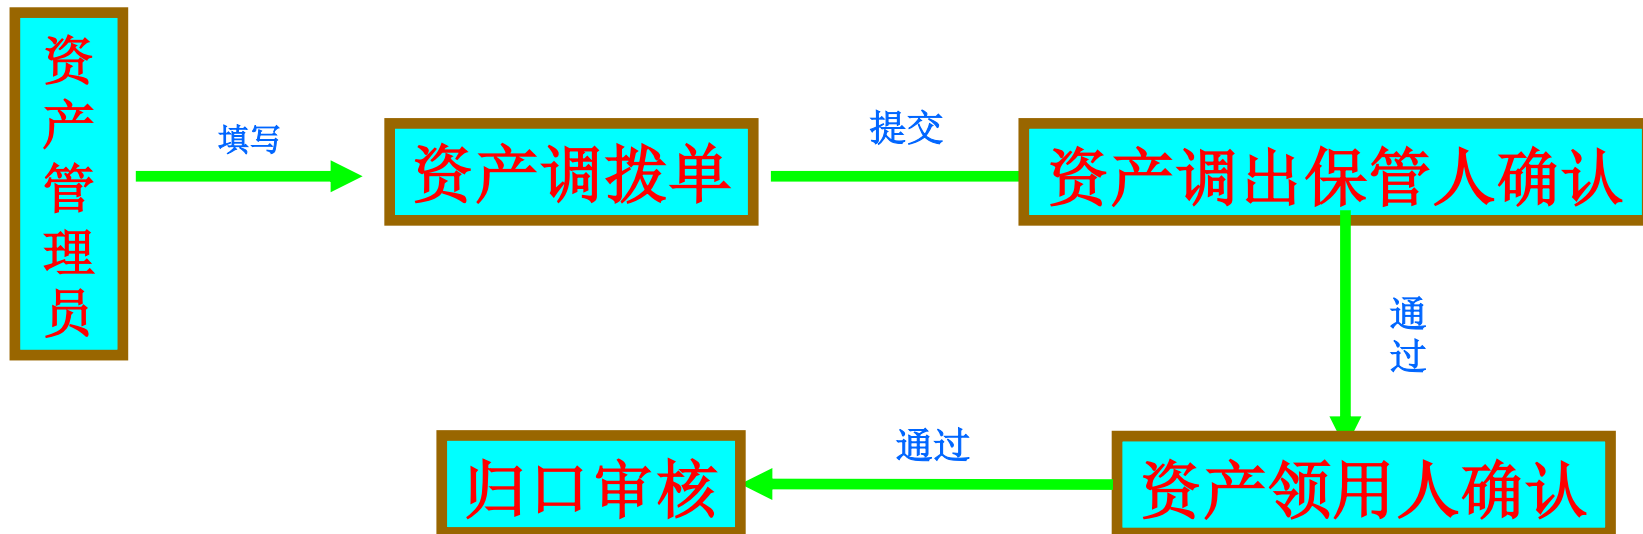 资产管理员
填写
资产调拨单
提交
资产调出保管人确认
通过
资产领用人确认
通过
归口审核